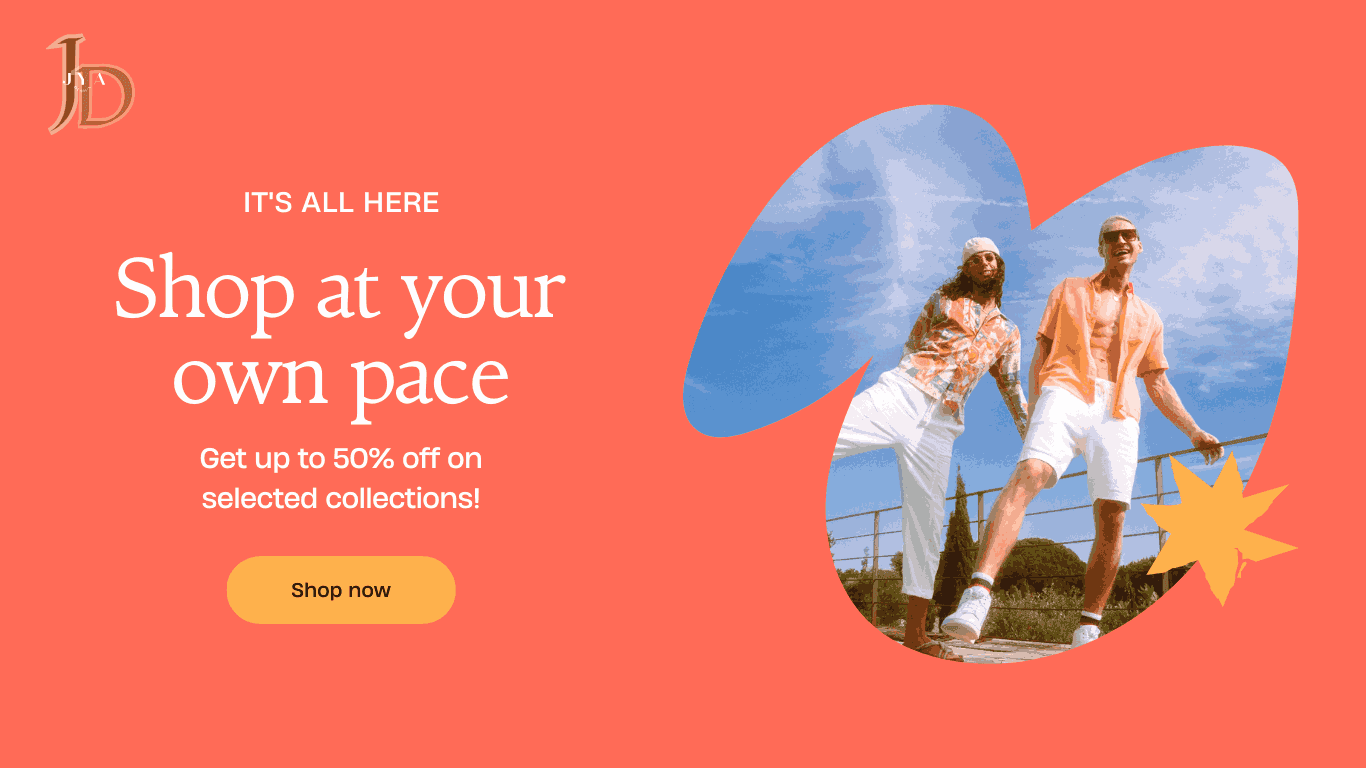 JD
JYA
IT'S ALL HERE
Shop at your
own pace
Get up to 50% off on
selected collections!
Shop now